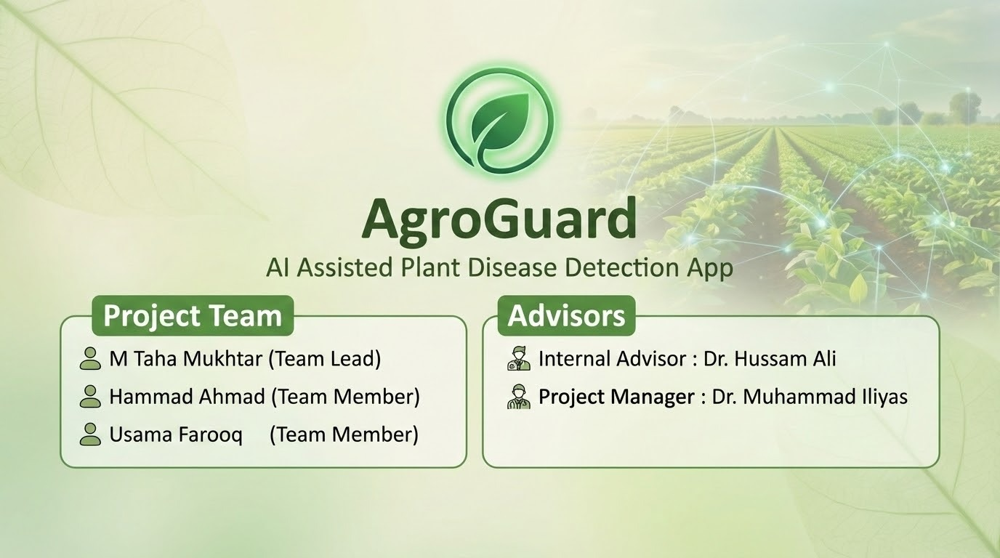 AgroGuard
AI Assisted Plant Disease Detection App
Project Team
M Taha Mukhtar (Team Lead)
Hammad Ahmad (Team Member)
Usama Farooq (Team Member)
Advisors
Internal Advisor : Dr. Hussam Ali
Project Manager : Dr. Muhammad Iliyas